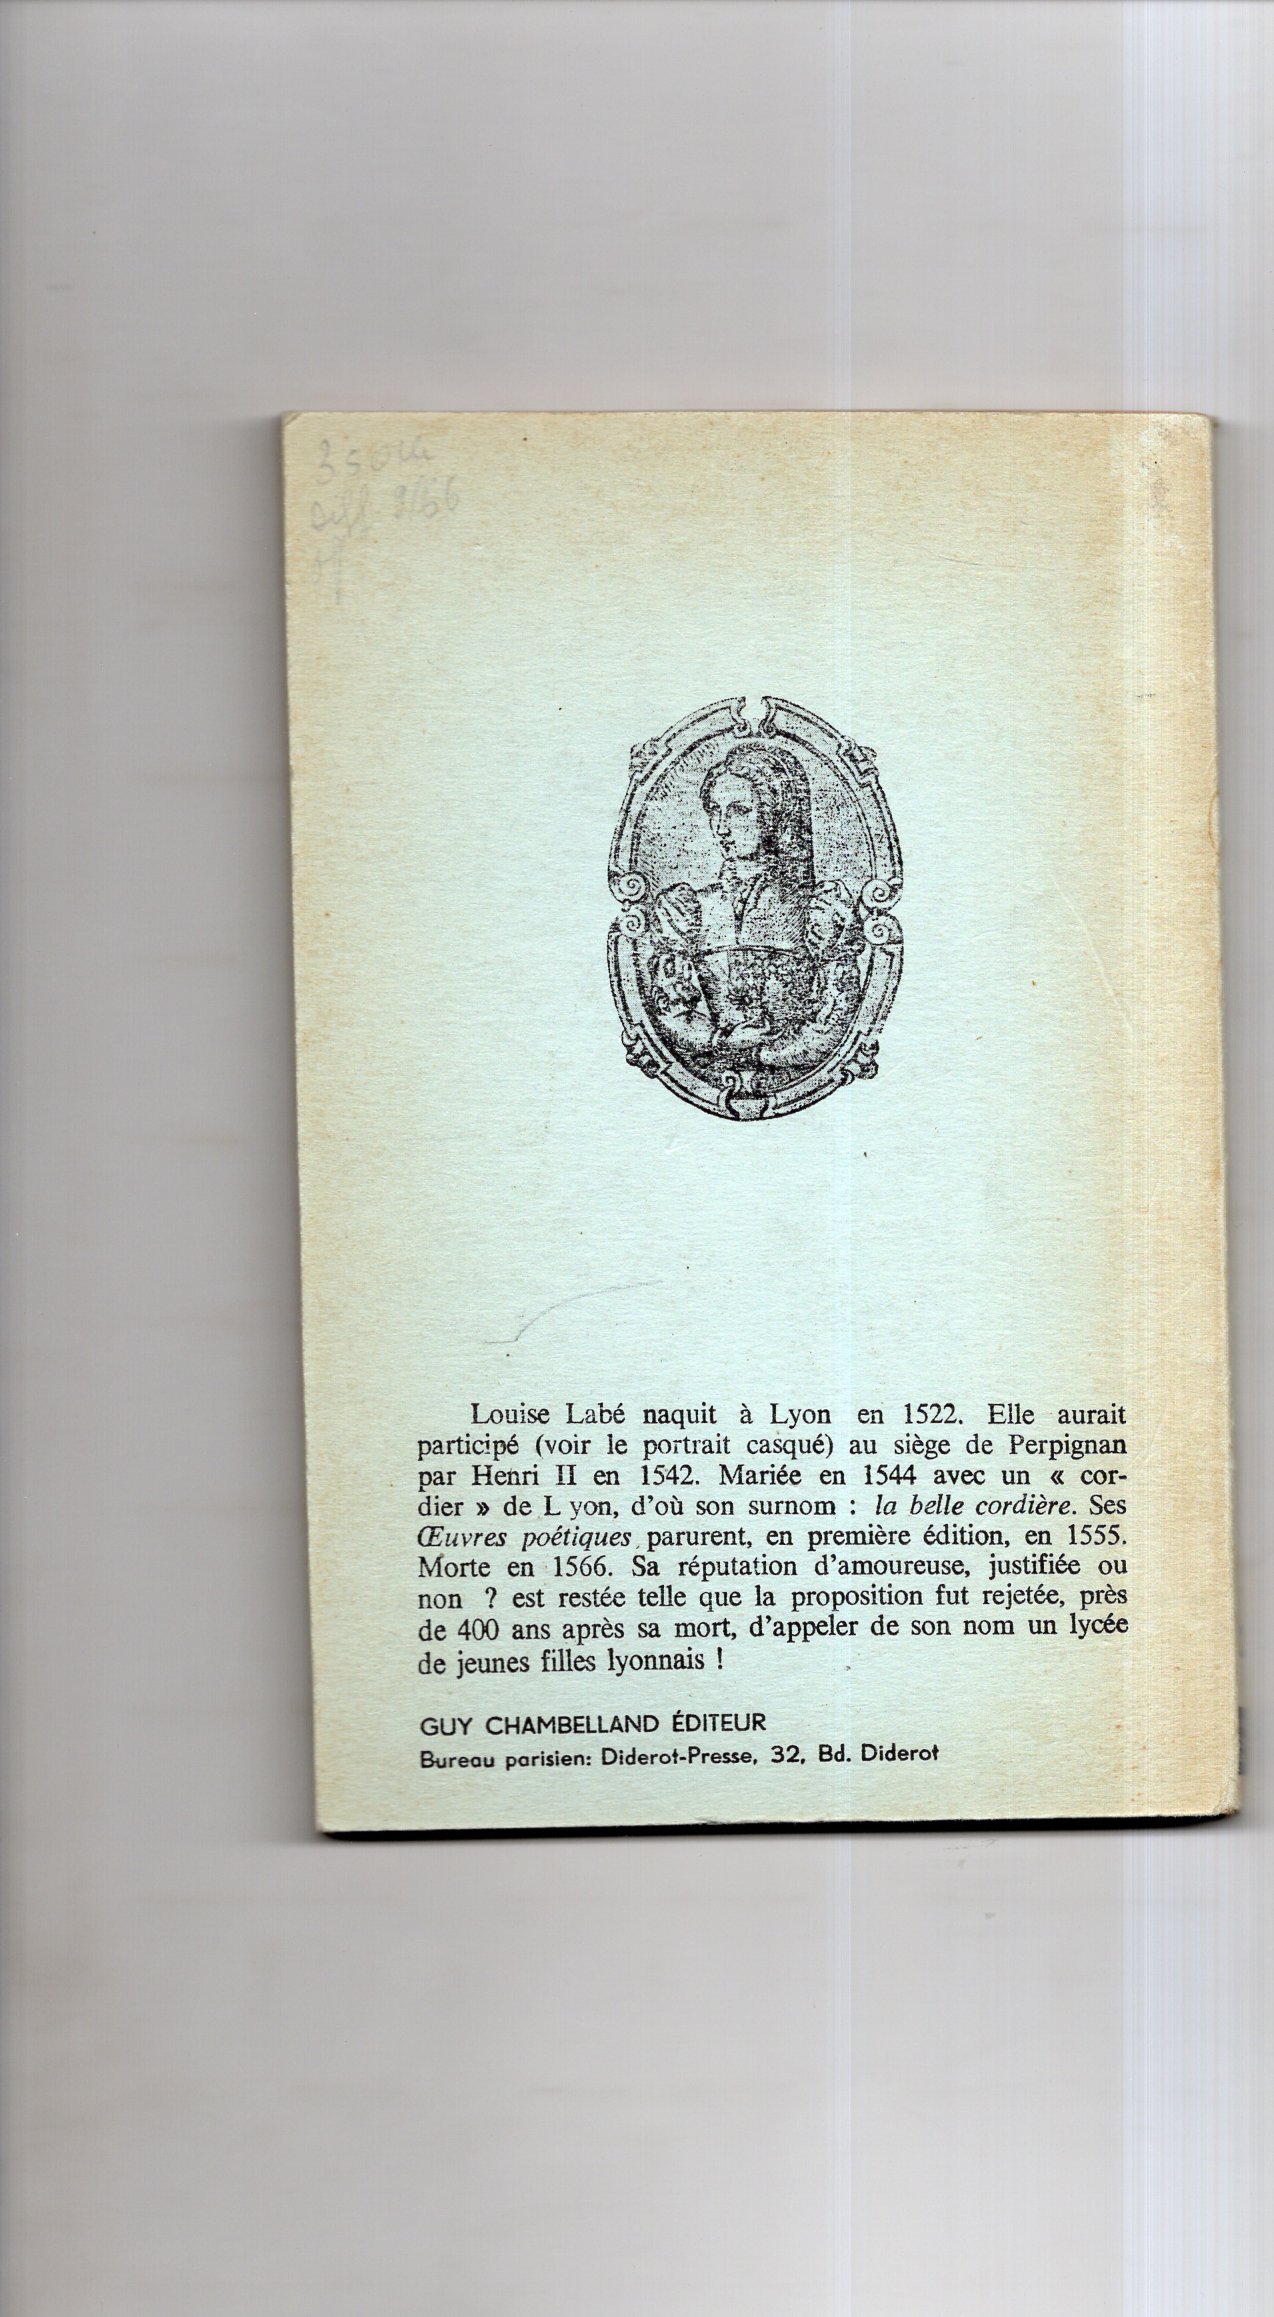 Louise Labé naquit à Lyon en 1522. Elle aurait
participé (voir le portrait casqué) au siège de Perpignan
par Henri II en 1542. Mariée en 1544 avec un « cor-
dier » de L yon, d'où son surnom : la belle cordière. Ses
Œuvres poétiques parurent, en première édition, en 1555.
Morte en 1566. Sa réputation d'amoureuse, justifiée ou
non ? est restée telle que la proposition fut rejetée, près
de 400 ans après sa mort, d'appeler de son nom un lycée
de jeunes filles lyonnais !
GUY CHAMBELLAND ÉDITEUR
Bureau parisien: Diderot-Presse, 32, Bd. Diderot